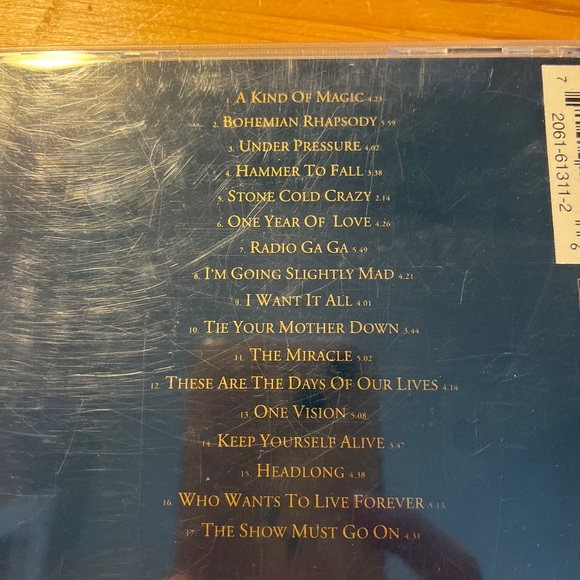 1. A Kind Of Magic 4.23
2. Bohemian Rhapsody 5.59
3. Under Pressure 4.02
4. Hammer To Fall 3.38
5. Stone Cold Crazy 2.14
6. One Year Of Love 4.26
7. Radio Ga Ga 5.49
8. I'm Going Slightly Mad 4.21
9. I Want It All 4.01
10. Tie Your Mother Down 3.44
11. The Miracle 5.02
12. These Are The Days Of Our Lives 4.14
13. One Vision 5.08
14. Keep Yourself Alive 3.47
15. Headlong 4.38
16. Who Wants To Live Forever 5.13
17. The Show Must Go On 4.31
7
2061-61311-2
6